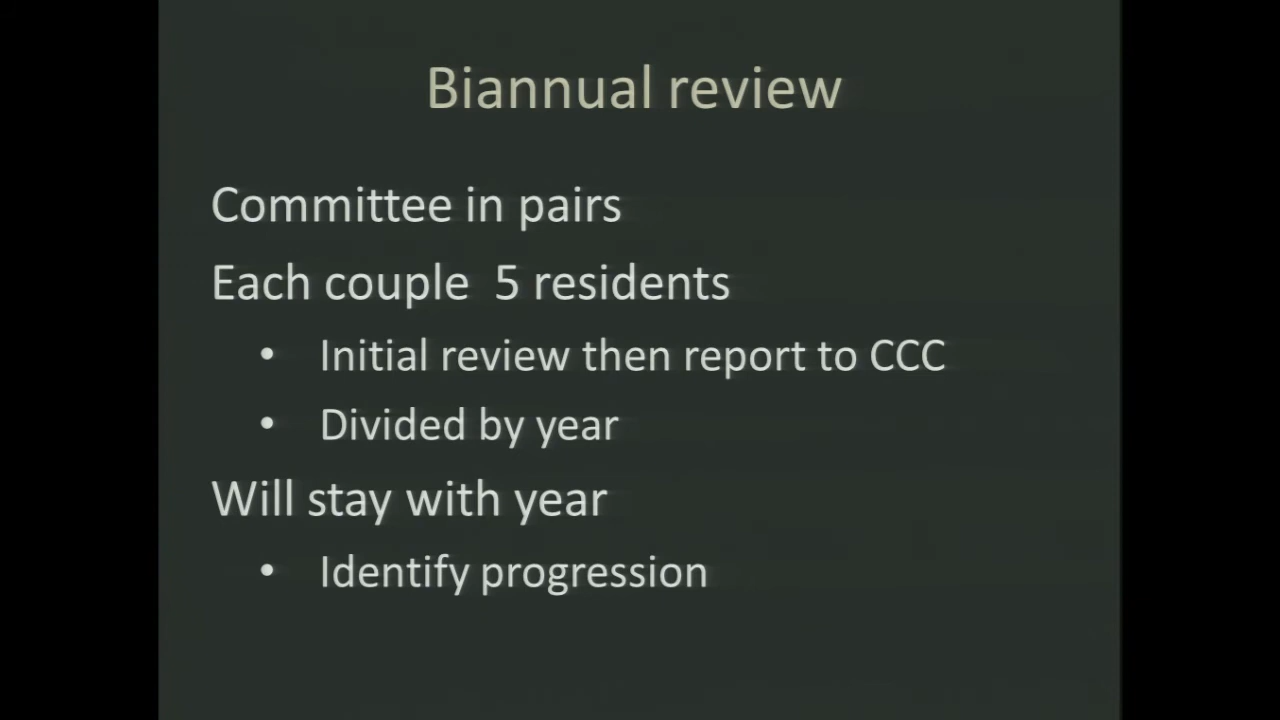 Biannual review
Committee in pairs
Each couple  5 residents
• Initial review then report to CCC
• Divided by year
Will stay with year
• Identify progression